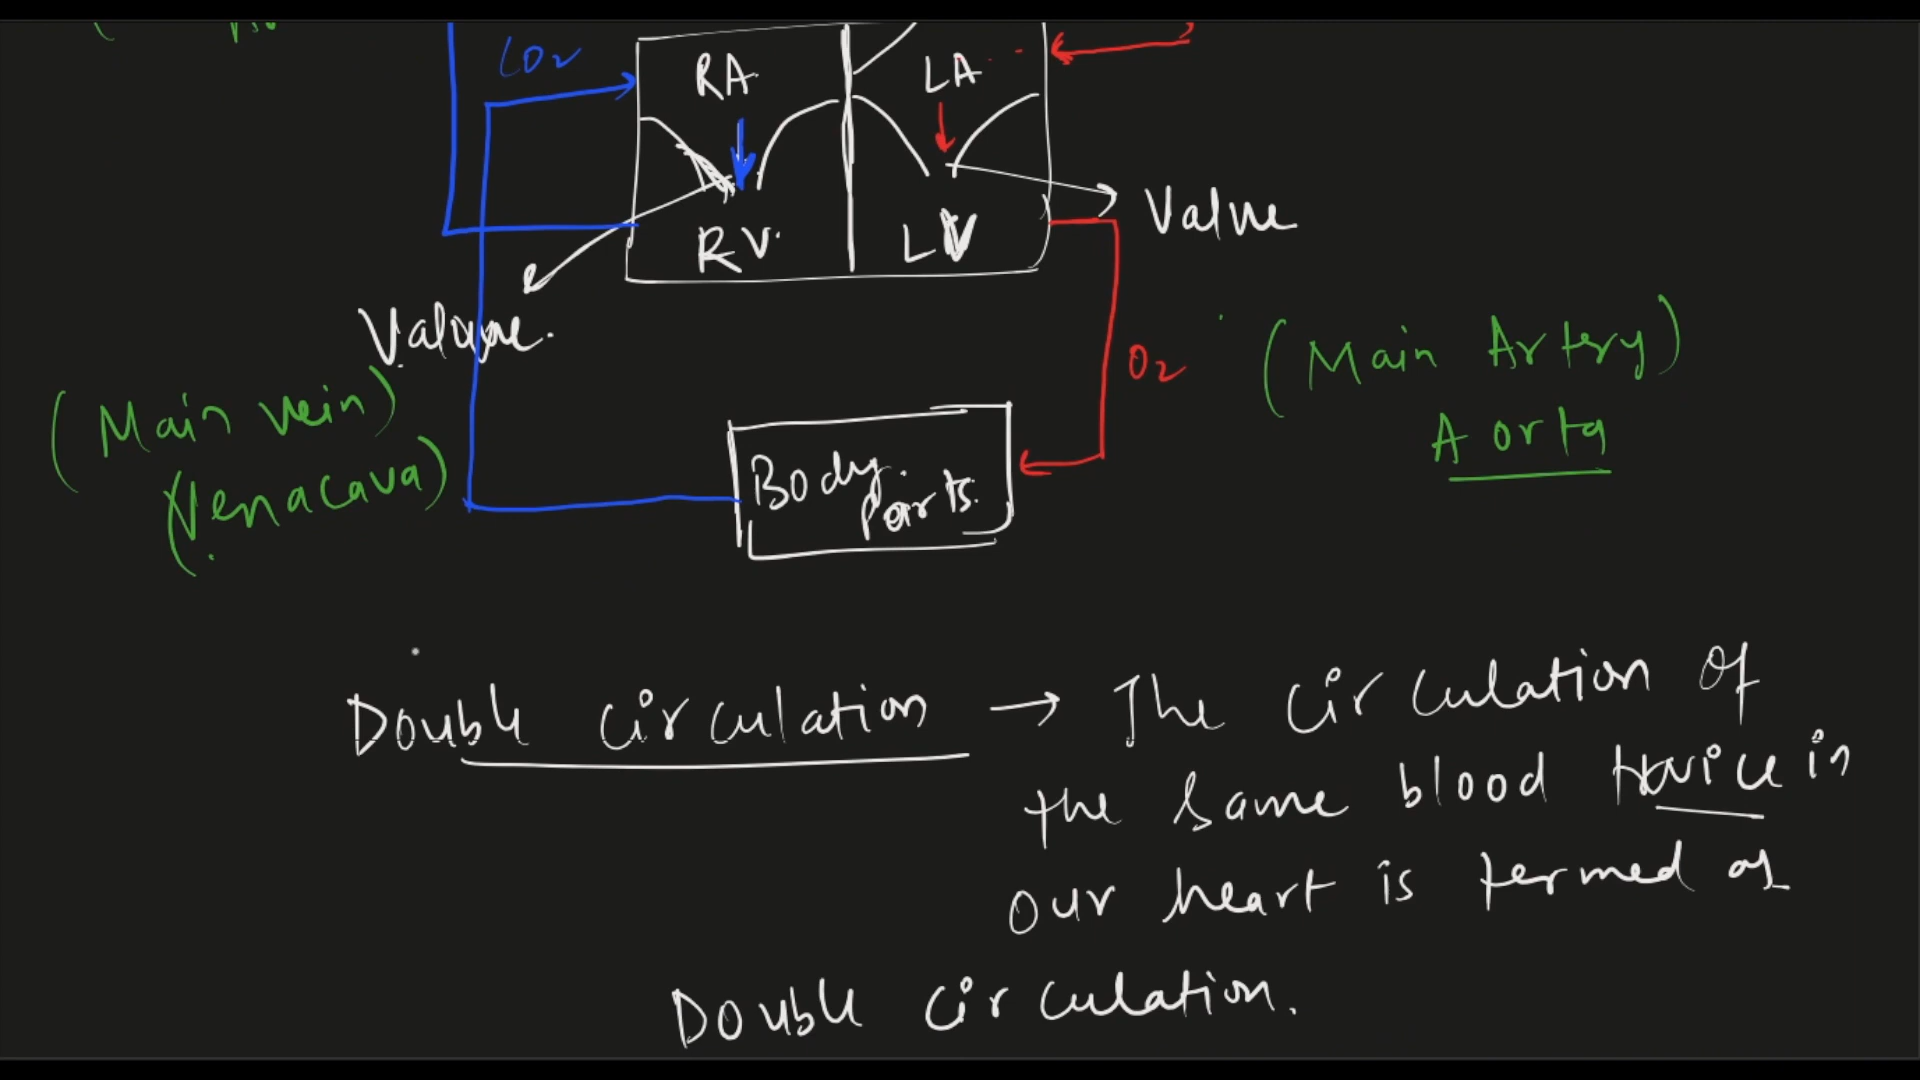 CO2
RA
LA
RV
LV
Valve
Valve.
O2
(Main Artery)
Aorta
(Main vein)
(Venacava)
Body
Parts
Double circulation → The circulation of
the same blood twice in
our heart is termed as
Double circulation.